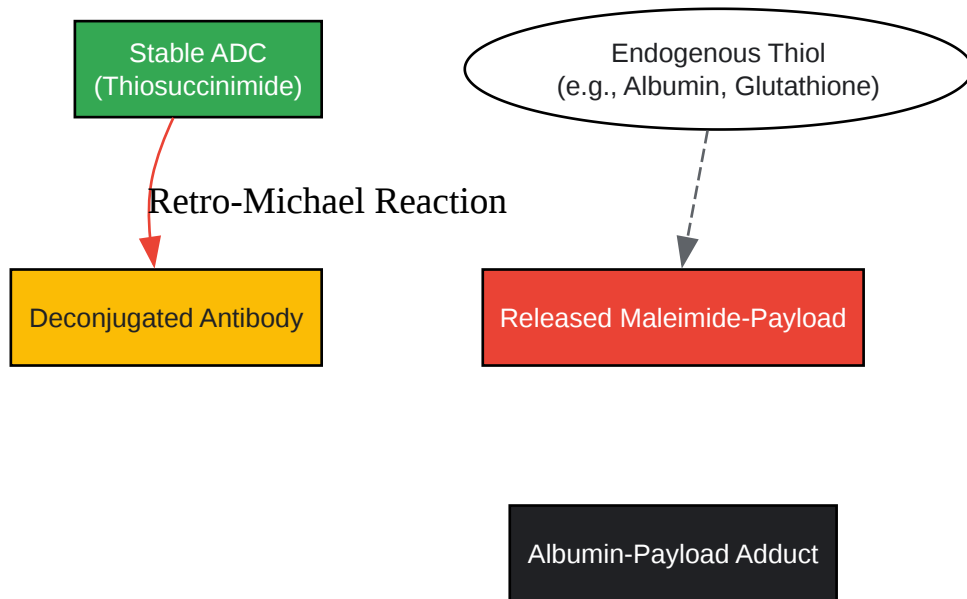 Stable ADC
(Thiosuccinimide)
Endogenous Thiol
(e.g., Albumin, Glutathione)
Retro-Michael Reaction
Deconjugated Antibody
Released Maleimide-Payload
Albumin-Payload Adduct